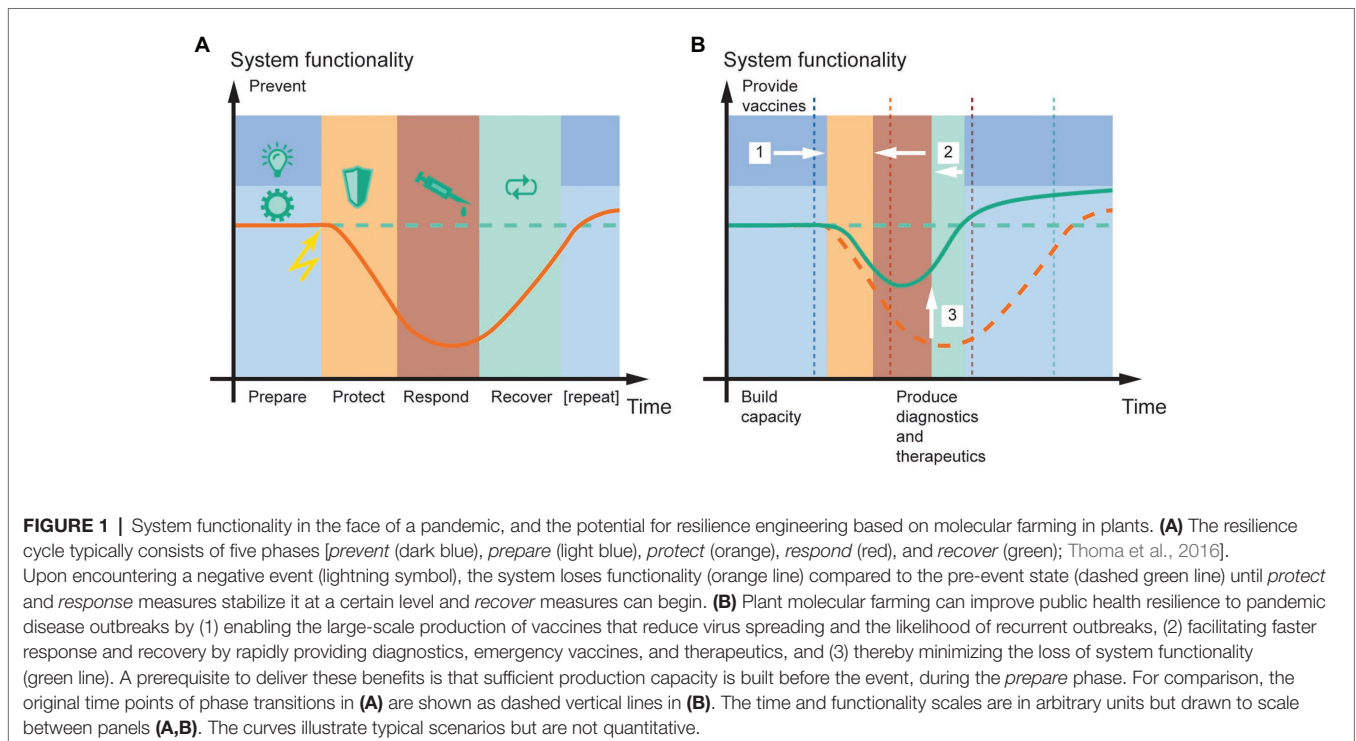 A
System functionality
Prevent
Prepare
Protect
Respond
Recover
[repeat]
Time
B
System functionality
Provide
vaccines
1
2
3
Build
capacity
Produce
diagnostics
and
therapeutics
Time
FIGURE 1 | System functionality in the face of a pandemic, and the potential for resilience engineering based on molecular farming in plants. (A) The resilience
cycle typically consists of five phases [prevent (dark blue), prepare (light blue), protect (orange), respond (red), and recover (green); Thoma et al., 2016].
Upon encountering a negative event (lightning symbol), the system loses functionality (orange line) compared to the pre-event state (dashed green line) until protect
and response measures stabilize it at a certain level and recover measures can begin. (B) Plant molecular farming can improve public health resilience to pandemic
disease outbreaks by (1) enabling the large-scale production of vaccines that reduce virus spreading and the likelihood of recurrent outbreaks, (2) facilitating faster
response and recovery by rapidly providing diagnostics, emergency vaccines, and therapeutics, and (3) thereby minimizing the loss of system functionality
(green line). A prerequisite to deliver these benefits is that sufficient production capacity is built before the event, during the prepare phase. For comparison, the
original time points of phase transitions in (A) are shown as dashed vertical lines in (B). The time and functionality scales are in arbitrary units but drawn to scale
between panels (A,B). The curves illustrate typical scenarios but are not quantitative.